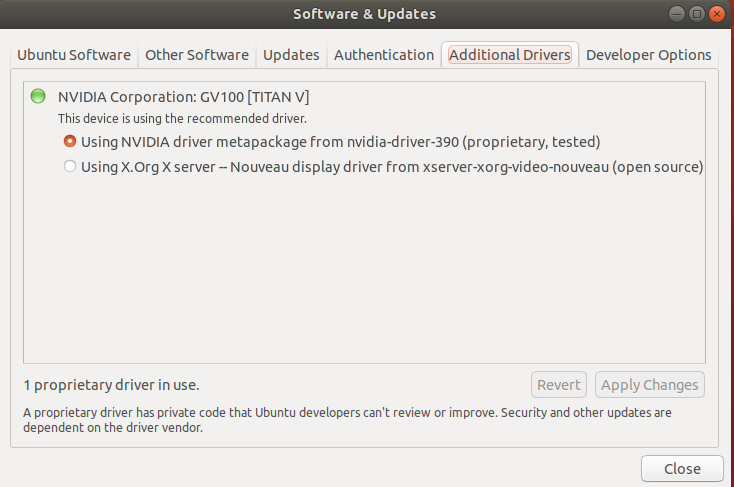 Software & Updates
Ubuntu Software Other Software Updates Authentication Additional Drivers Developer Options
NVIDIA Corporation: GV100 [TITAN V]
This device is using the recommended driver.
Using NVIDIA driver metapackage from nvidia-driver-390 (proprietary, tested)
Using X.Org X server -- Nouveau display driver from xserver-xorg-video-nouveau (open source)
1 proprietary driver in use.
Revert Apply Changes
A proprietary driver has private code that Ubuntu developers can't review or improve. Security and other updates are
dependent on the driver vendor.
Close